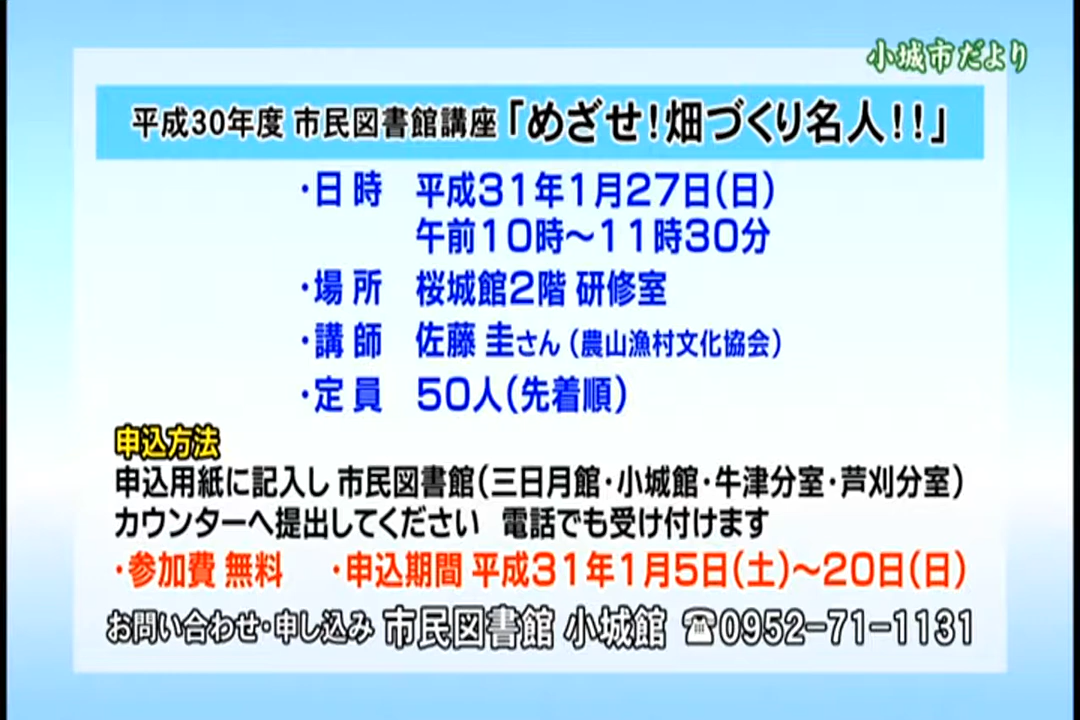 小城市だより
平成30年度 市民図書館講座「めざせ!畑づくり名人!!」
・日 時 平成31年1月27日(日)
午前10時〜11時30分
・場 所 桜城館2階 研修室
・講 師 佐藤 圭さん(農山漁村文化協会)
・定 員 50人(先着順)
申込方法
申込用紙に記入し 市民図書館(三日月館・小城館・牛津分室・芦刈分室)
カウンターへ提出してください 電話でも受け付けます
・参加費 無料 ・申込期間 平成31年1月5日(土)〜20日(日)
お問い合わせ・申し込み 市民図書館 小城館 ☎0952-71-1131